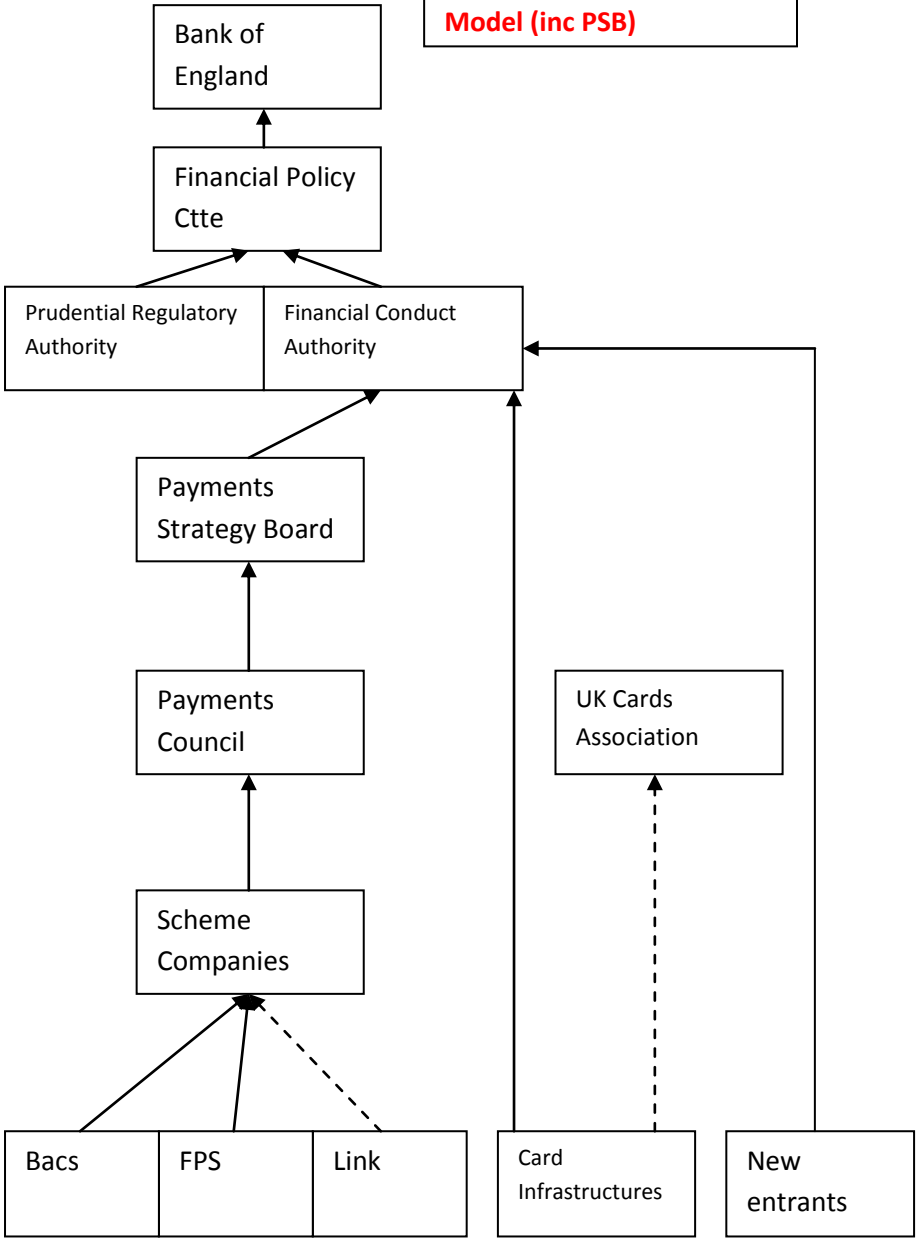 Model (inc PSB)
Bank of
England
Financial Policy
Ctte
Prudential Regulatory
Authority
Financial Conduct
Authority
Payments
Strategy Board
Payments
Council
UK Cards
Association
Scheme
Companies
Bacs
FPS
Link
Card
Infrastructures
New
entrants